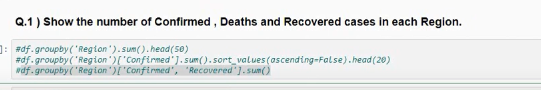 Q.1 ) Show the number of Confirmed , Deaths and Recovered cases in each Region.
]: #df.groupby('Region').sum().head(50)
#df.groupby('Region')['Confirmed'].sum().sort_values(ascending=False).head(20)
#df.groupby('Region')['Confirmed', 'Recovered'].sum()